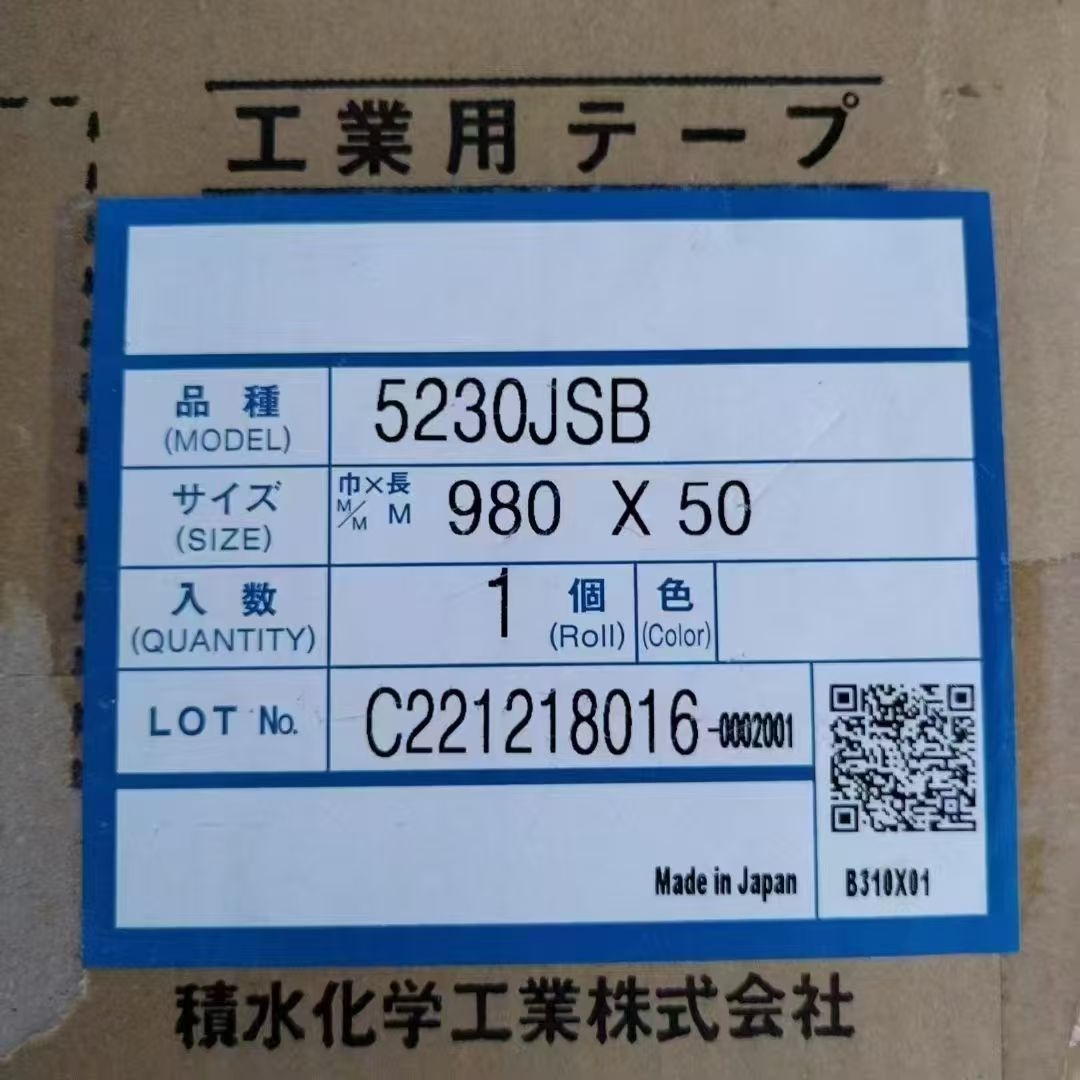 工業用テープ
品種 5230JSB
(MODEL)
サイズ 巾×長 980 X 50
(SIZE) M/M M
入数 1 個 色
(QUANTITY) (Roll) (Color)
LOT No. C221218016-0002001
Made in Japan B310X01
積水化学工業株式会社